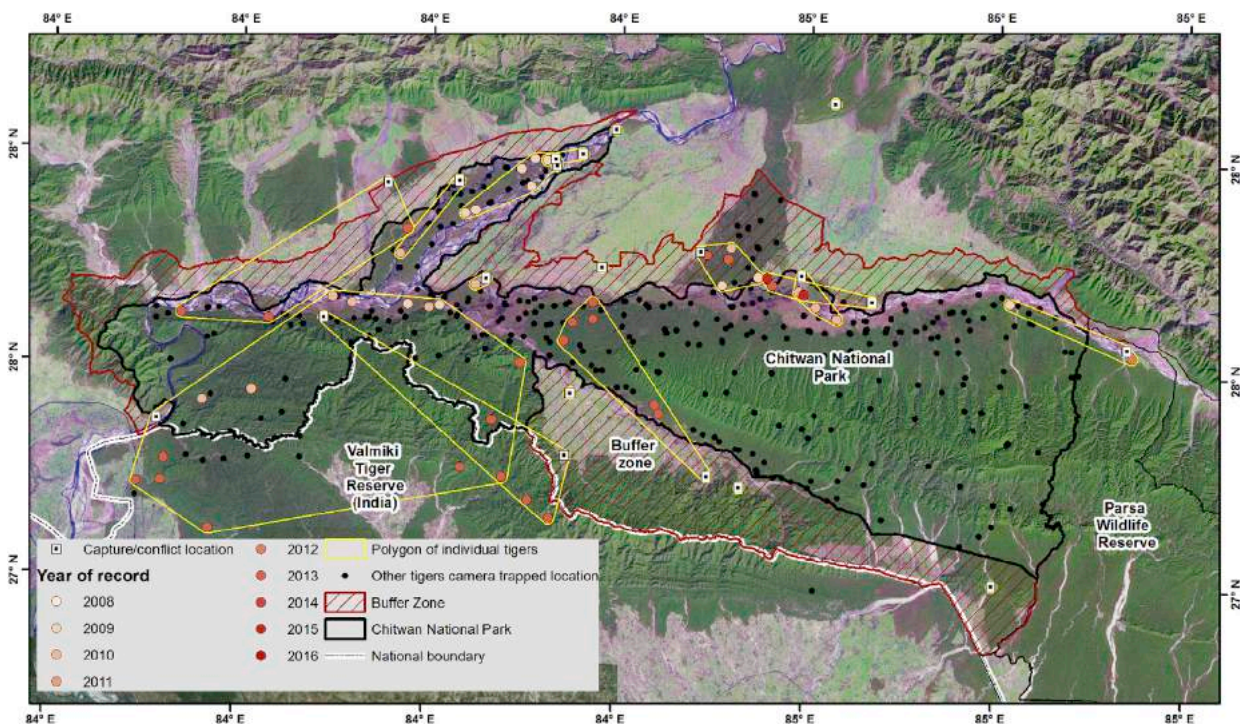 84° E 84° E 84° E 84° E 85° E 85° E 85° E
28° N 28° N
28° N 28° N
27° N 27° N
Chitwan National
Park
Buffer
zone
Valmiki
Tiger
Reserve
(India)
Parsa
Wildlife
Reserve
Capture/conflict location
Year of record
2008
2009
2010
2011
2012
2013
2014
2015
2016
Polygon of individual tigers
Other tigers camera trapped location
Buffer Zone
Chitwan National Park
National boundary
84° E 84° E 84° E 84° E 85° E 85° E 85° E